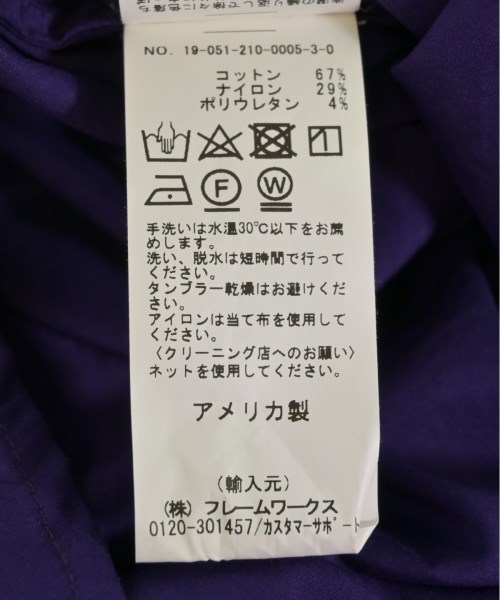 NO. 19-051-210-0005-3-0
コットン 67%
ナイロン 29%
ポリウレタン 4%
F W
手洗いは水温30℃以下をお薦
めします。
洗い、脱水は短時間で行って
ください。
タンブラー乾燥はお避けくだ
さい。
アイロンは当て布を使用して
ください。
〈クリーニング店へのお願い〉
ネットを使用してください。
アメリカ製
(輸入元)
(株) フレームワークス
0120-301457/カスタマーサポート